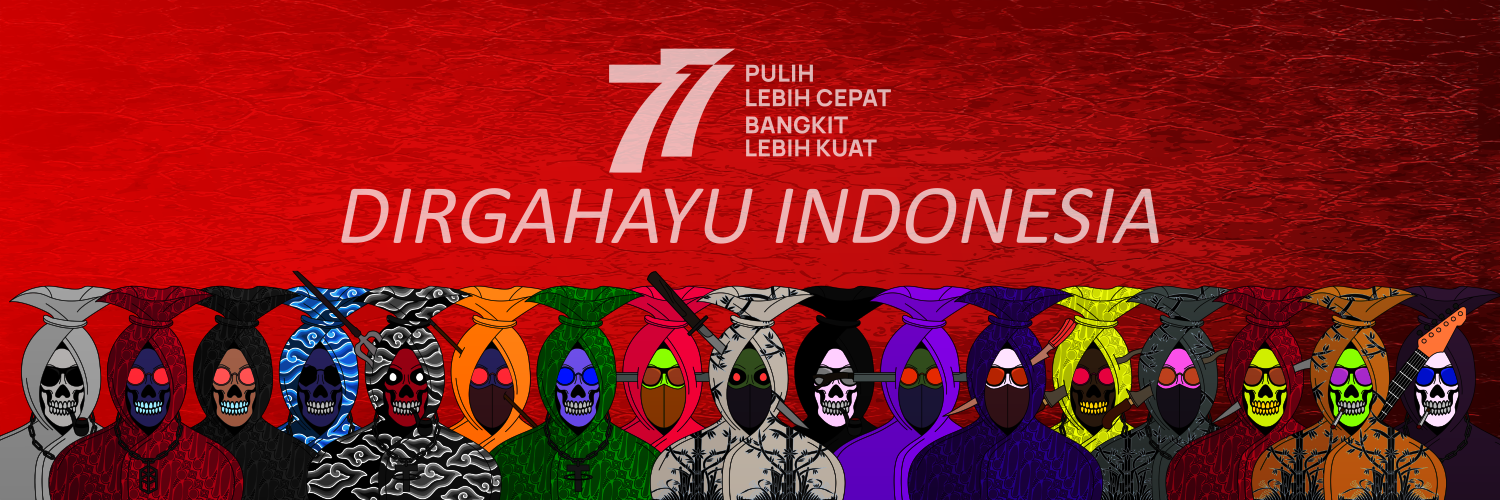 77
PULIH
LEBIH CEPAT
BANGKIT
LEBIH KUAT
DIRGAHAYU INDONESIA